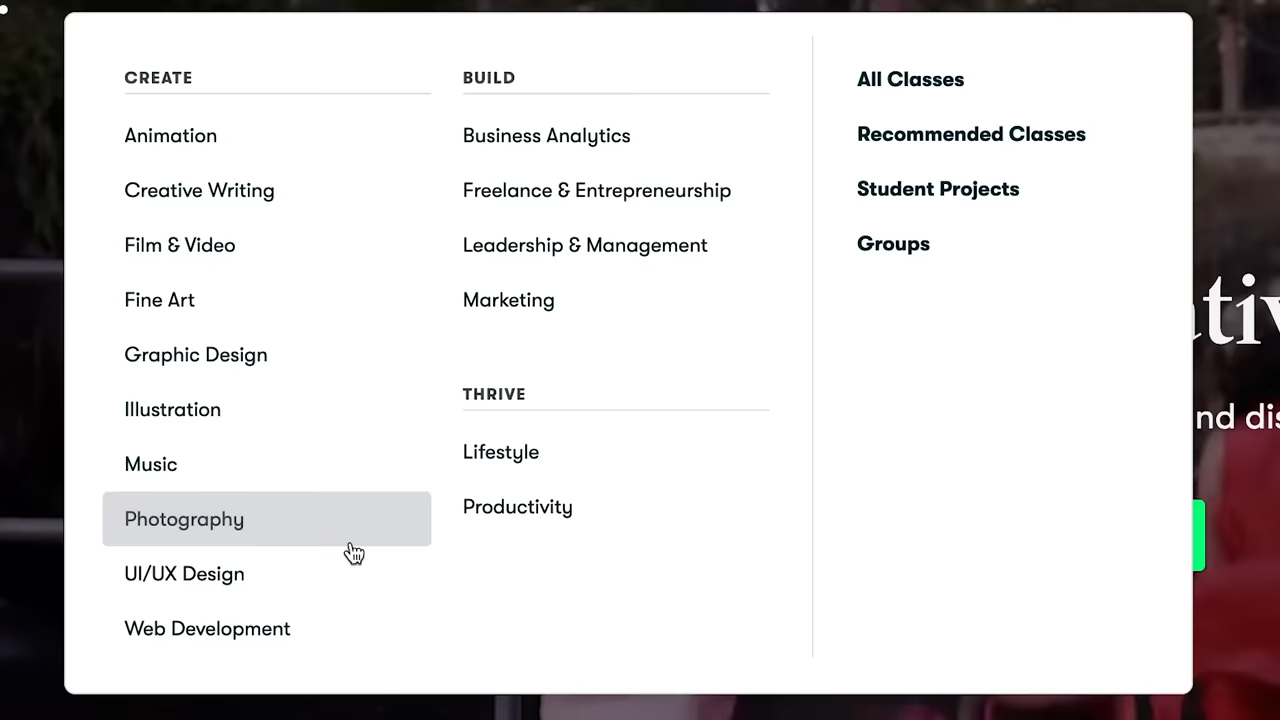 CREATE
Animation
Creative Writing
Film & Video
Fine Art
Graphic Design
Illustration
Music
Photography
UI/UX Design
Web Development
BUILD
Business Analytics
Freelance & Entrepreneurship
Leadership & Management
Marketing
THRIVE
Lifestyle
Productivity
All Classes
Recommended Classes
Student Projects
Groups